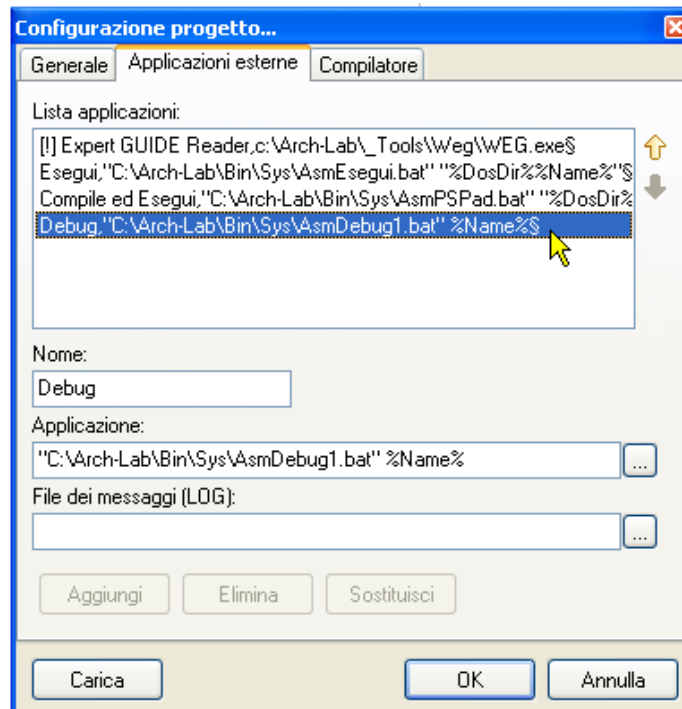 Configurazione progetto...
Generale Applicazioni esterne Compilatore
Lista applicazioni:
[!] Expert GUIDE Reader,c:\Arch-Lab\_Tools\Weg\WEG.exe§
Esegui,"C:\Arch-Lab\Bin\Sys\AsmEsegui.bat" "%DosDir%%Name%"§
Compile ed Esegui,"C:\Arch-Lab\Bin\Sys\AsmPSPad.bat" "%DosDir%
Debug,"C:\Arch-Lab\Bin\Sys\AsmDebug1.bat" %Name%§
Nome:
Debug
Applicazione:
"C:\Arch-Lab\Bin\Sys\AsmDebug1.bat" %Name%
...
File dei messaggi (LOG):
...
Aggiungi Elimina Sostituisci
Carica OK Annulla